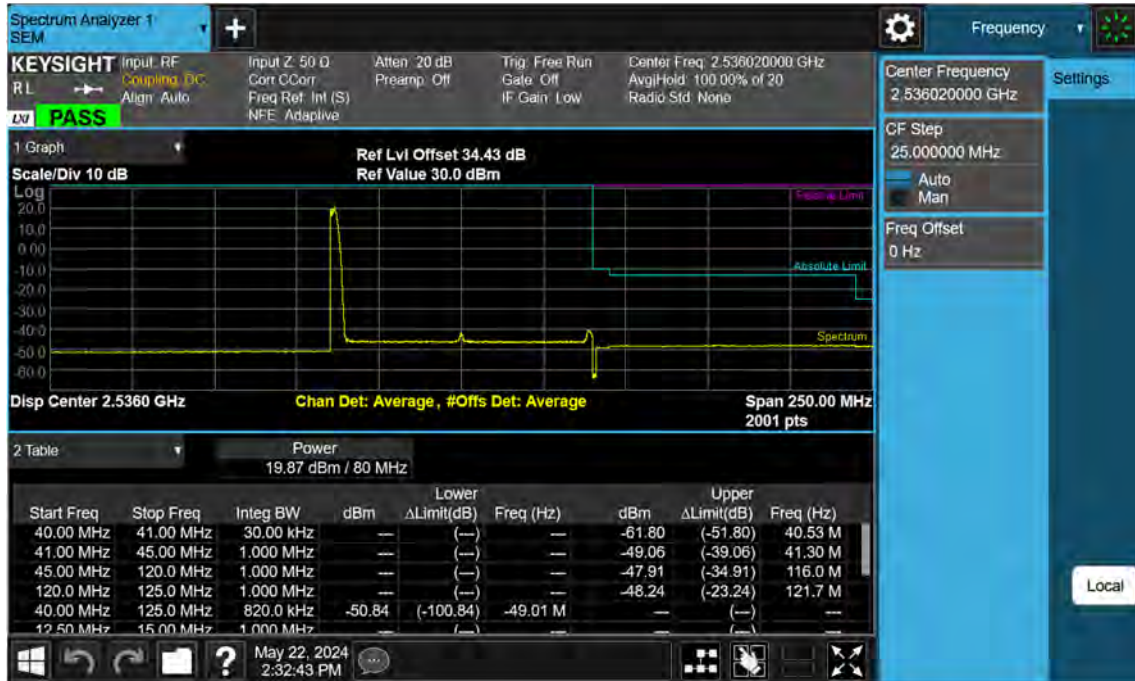 Spectrum Analyzer 1
SEM
+
Frequency
KEYSIGHT
RL
LXI
PASS
Input: RF
Coupling: DC
Align: Auto
Input Z: 50 Ω
Corr CCorr
Freq Ref: Int (S)
NFE: Adaptive
Atten: 20 dB
Preamp: Off
Trig: Free Run
Gate: Off
IF Gain: Low
Center Freq: 2.536020000 GHz
Avg|Hold: 100.00% of 20
Radio Std: None
Center Frequency
2.536020000 GHz
Settings
CF Step
25.000000 MHz
Auto
Man
Freq Offset
0 Hz
Local
1 Graph
Scale/Div 10 dB
Ref Lvl Offset 34.43 dB
Ref Value 30.0 dBm
Log
20.0
10.0
0.00
-10.0
-20.0
-30.0
-40.0
-50.0
-60.0
Absolute Limit
Spectrum
Disp Center 2.5360 GHz
Chan Det: Average, #Offs Det: Average
Span 250.00 MHz
2001 pts
2 Table
Power
19.87 dBm / 80 MHz
Lower Upper
Start Freq Stop Freq Integ BW dBm ΔLimit(dB) Freq (Hz) dBm ΔLimit(dB) Freq (Hz)
40.00 MHz 41.00 MHz 30.00 kHz --- (---) --- -61.80 (-51.80) 40.53 M
41.00 MHz 45.00 MHz 1.000 MHz --- (---) --- -49.06 (-39.06) 41.30 M
45.00 MHz 120.0 MHz 1.000 MHz --- (---) --- -47.91 (-34.91) 116.0 M
120.0 MHz 125.0 MHz 1.000 MHz --- (---) --- -48.24 (-23.24) 121.7 M
40.00 MHz 125.0 MHz 820.0 kHz -50.84 (-100.84) -49.01 M --- (---) ---
12.50 MHz 15.00 MHz 1.000 MHz --- (---) --- --- (---) ---
?
May 22, 2024
2:32:43 PM